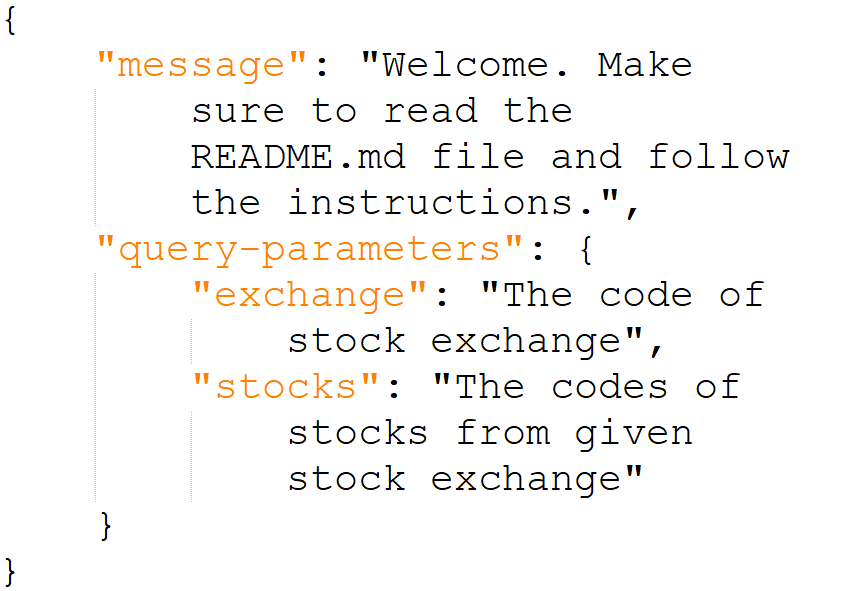 {
"message": "Welcome. Make
sure to read the
README.md file and follow
the instructions.",
"query-parameters": {
"exchange": "The code of
stock exchange",
"stocks": "The codes of
stocks from given
stock exchange"
}
}